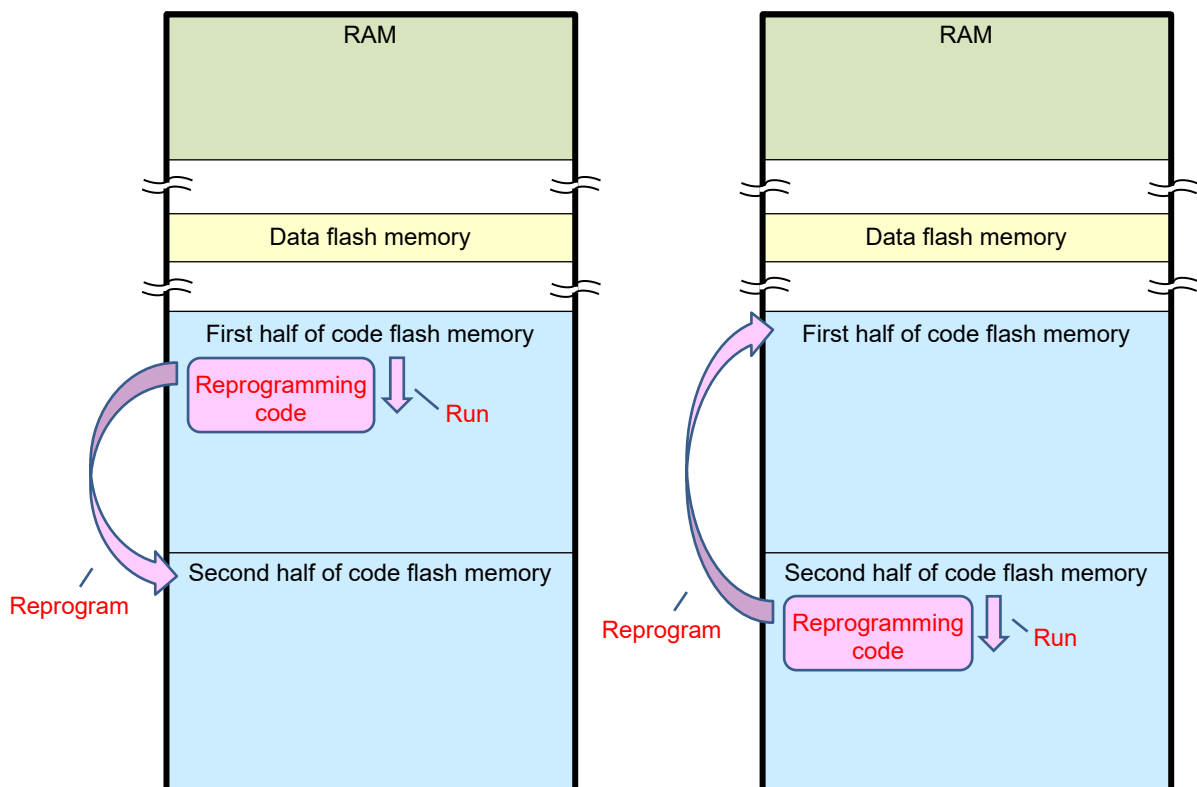 RAM
Data flash memory
First half of code flash memory
Reprogramming
code
Run
Second half of code flash memory
Reprogram
RAM
Data flash memory
First half of code flash memory
Second half of code flash memory
Reprogramming
code
Run
Reprogram